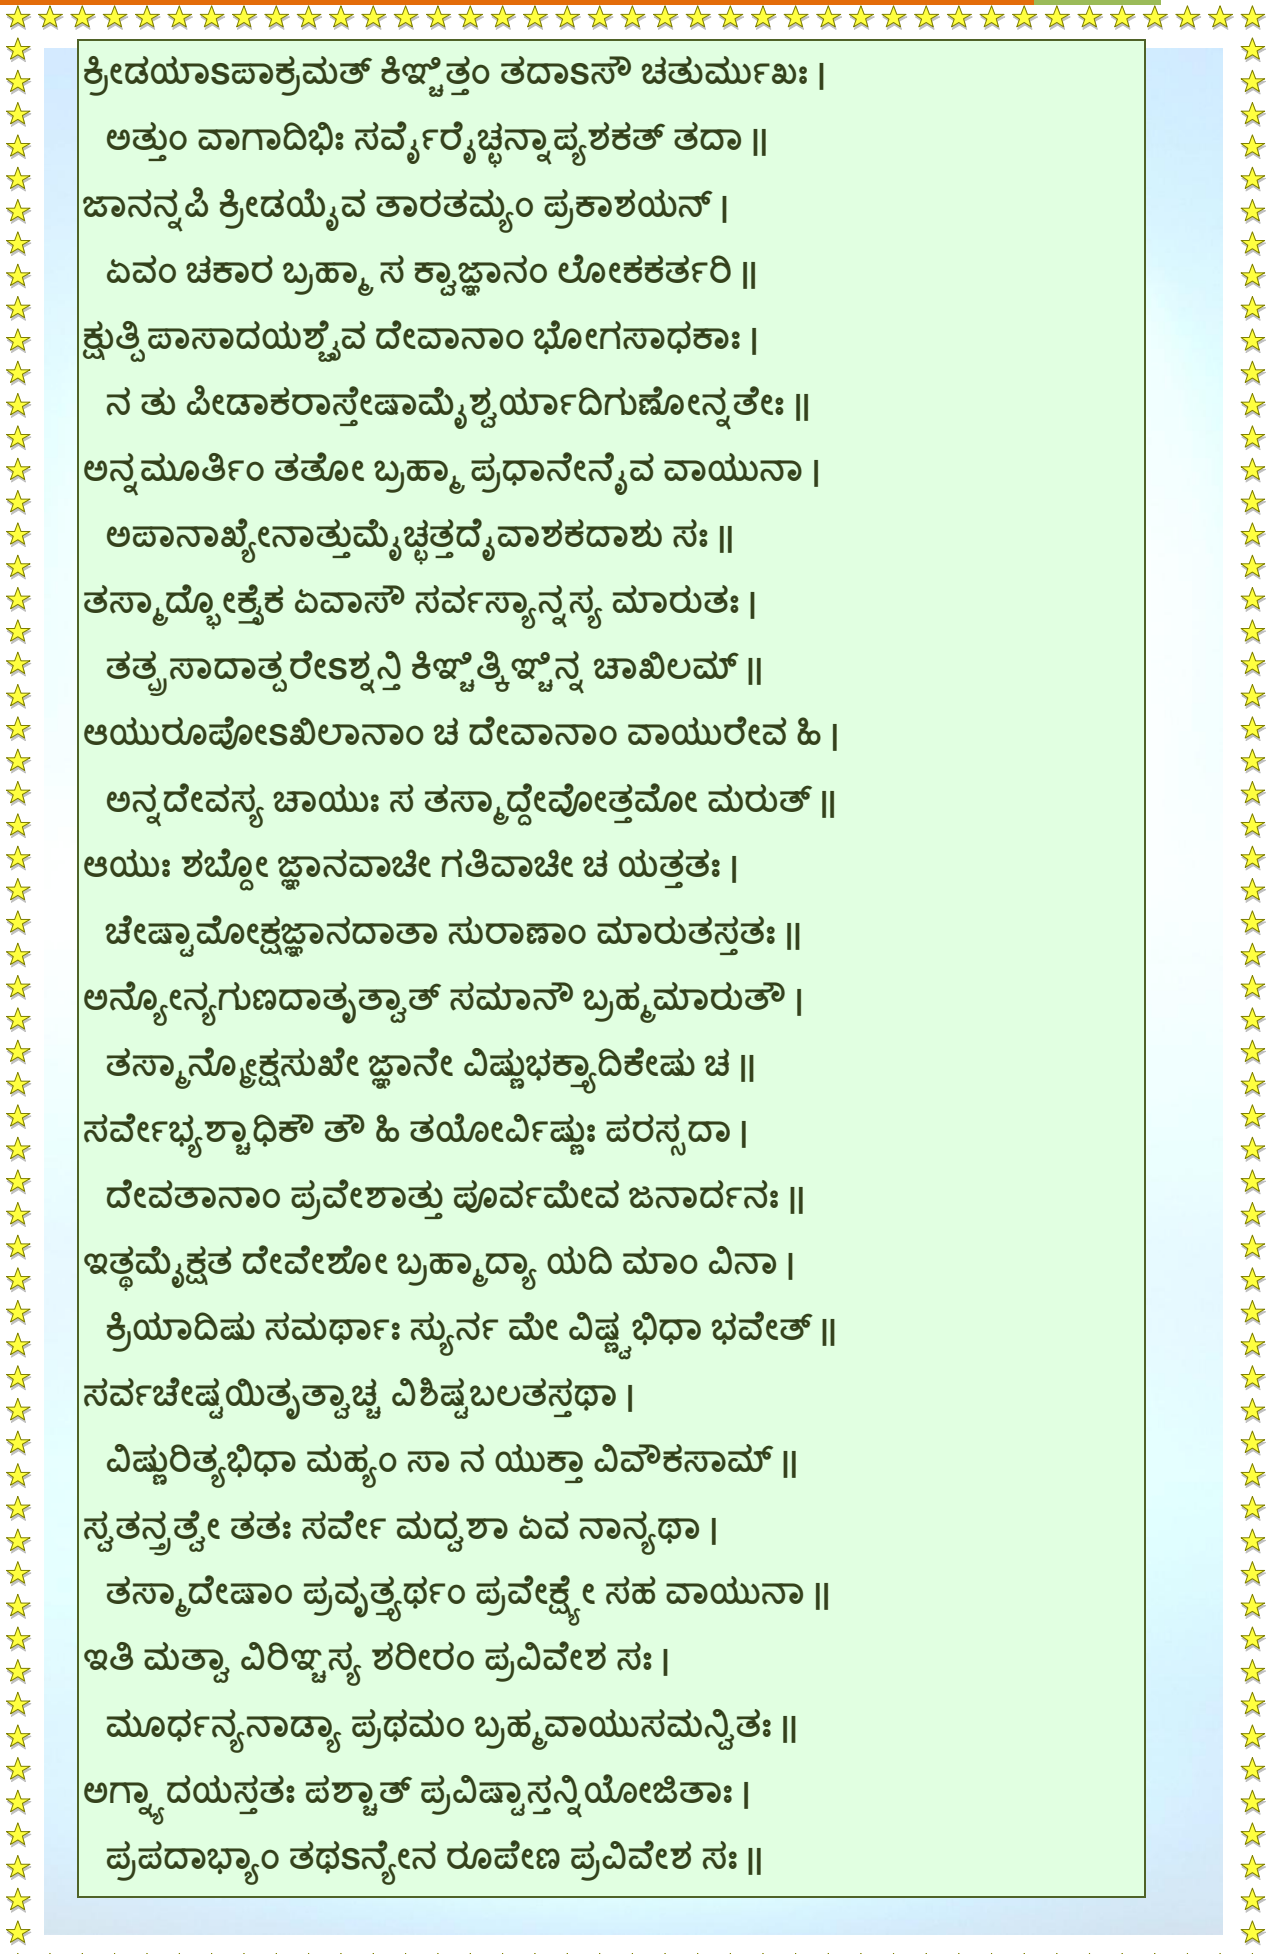 ಕ್ರೀಡಯಾSಪಾಕ್ರಮತ್ ಕಿಞ್ಚಿತ್ತಂ ತದಾSಸೌ ಚತುರ್ಮುಖಃ |
ಅತ್ತುಂ ವಾಗಾದಿಭಿಃ ಸರ್ವೈರೈಚ್ಛನ್ನಾಪ್ಯಶಕತ್ ತದಾ ||
ಜಾನನ್ನಪಿ ಕ್ರೀಡಯೈವ ತಾರತಮ್ಯಂ ಪ್ರಕಾಶಯನ್ |
ಏವಂ ಚಕಾರ ಬ್ರಹ್ಮಾ ಸ ಕ್ವಾಜ್ಞಾನಂ ಲೋಕಕರ್ತರಿ ||
ಕ್ಷುತ್ಪಿಪಾಸಾದಯಶ್ಚೈವ ದೇವಾನಾಂ ಭೋಗಸಾಧಕಾಃ |
ನ ತು ಪೀಡಾಕರಾಸ್ತೇಷಾಮೈಶ್ವರ್ಯಾದಿಗುಣೋನ್ನತೇಃ ||
ಅನ್ನಮೂರ್ತಿಂ ತತೋ ಬ್ರಹ್ಮಾ ಪ್ರಧಾನೇನೈವ ವಾಯುನಾ |
ಅಪಾನಾಖ್ಯೇನಾತ್ತುಮೈಚ್ಛತ್ತದೈವಾಶಕದಾಶು ಸಃ ||
ತಸ್ಮಾದ್ಭೋಕ್ತೈಕ ಏವಾಸೌ ಸರ್ವಸ್ಯಾನ್ನಸ್ಯ ಮಾರುತಃ |
ತತ್ಪ್ರಸಾದಾತ್ಪರೇSಶ್ನನ್ತಿ ಕಿಞ್ಚಿತ್ಕಿಞ್ಚಿನ್ನ ಚಾಖಿಲಮ್ ||
ಆಯುರೂಪೋSಖಿಲಾನಾಂ ಚ ದೇವಾನಾಂ ವಾಯುರೇವ ಹಿ |
ಅನ್ನದೇವಸ್ಯ ಚಾಯುಃ ಸ ತಸ್ಮಾದ್ದೇವೋತ್ತಮೋ ಮರುತ್ ||
ಆಯುಃ ಶಬ್ದೋ ಜ್ಞಾನವಾಚೀ ಗತಿವಾಚೀ ಚ ಯತ್ತತಃ |
ಚೇಷ್ಟಾಮೋಕ್ಷಜ್ಞಾನದಾತಾ ಸುರಾಣಾಂ ಮಾರುತಸ್ತತಃ ||
ಅನ್ಯೋನ್ಯಗುಣದಾತೃತ್ವಾತ್ ಸಮಾನೌ ಬ್ರಹ್ಮಮಾರುತೌ |
ತಸ್ಮಾನ್ಮೋಕ್ಷಸುಖೇ ಜ್ಞಾನೇ ವಿಷ್ಣುಭಕ್ತ್ಯಾದಿಕೇಷು ಚ ||
ಸರ್ವೇಭ್ಯಶ್ಚಾಧಿಕೌ ತೌ ಹಿ ತಯೋರ್ವಿಷ್ಣುಃ ಪರಸ್ಸದಾ |
ದೇವತಾನಾಂ ಪ್ರವೇಶಾತ್ತು ಪೂರ್ವಮೇವ ಜನಾರ್ದನಃ ||
ಇತ್ಥಮೈಕ್ಷತ ದೇವೇಶೋ ಬ್ರಹ್ಮಾದ್ಯಾ ಯದಿ ಮಾಂ ವಿನಾ |
ಕ್ರಿಯಾದಿಷು ಸಮರ್ಥಾಃ ಸ್ಯುರ್ನ ಮೇ ವಿಷ್ಣ್ವಭಿಧಾ ಭವೇತ್ ||
ಸರ್ವಚೇಷ್ಟಯಿತೃತ್ವಾಚ್ಚ ವಿಶಿಷ್ಟಬಲತಸ್ತಥಾ |
ವಿಷ್ಣುರಿತ್ಯಭಿಧಾ ಮಹ್ಯಂ ಸಾ ನ ಯುಕ್ತಾ ವಿವೌಕಸಾಮ್ ||
ಸ್ವತನ್ತ್ರತ್ವೇ ತತಃ ಸರ್ವೇ ಮದ್ವಶಾ ಏವ ನಾನ್ಯಥಾ |
ತಸ್ಮಾದೇಷಾಂ ಪ್ರವೃತ್ತ್ಯರ್ಥಂ ಪ್ರವೇಕ್ಷ್ಯೇ ಸಹ ವಾಯುನಾ ||
ಇತಿ ಮತ್ವಾ ವಿರಿಞ್ಚಸ್ಯ ಶರೀರಂ ಪ್ರವಿವೇಶ ಸಃ |
ಮೂರ್ಧನ್ಯನಾಡ್ಯಾ ಪ್ರಥಮಂ ಬ್ರಹ್ಮವಾಯುಸಮನ್ವಿತಃ ||
ಅಗ್ನ್ಯಾದಯಸ್ತತಃ ಪಶ್ಚಾತ್ ಪ್ರವಿಷ್ಟಾಸ್ತನ್ನಿಯೋಜಿತಾಃ |
ಪ್ರಪದಾಭ್ಯಾಂ ತಥSನ್ಯೇನ ರೂಪೇಣ ಪ್ರವಿವೇಶ ಸಃ ||